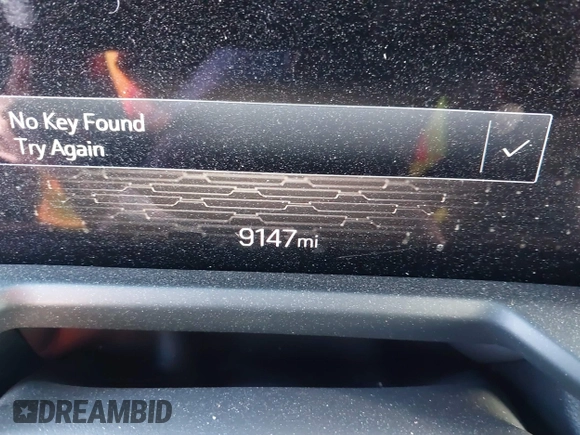 No Key Found
Try Again
9147mi
DREAMBID